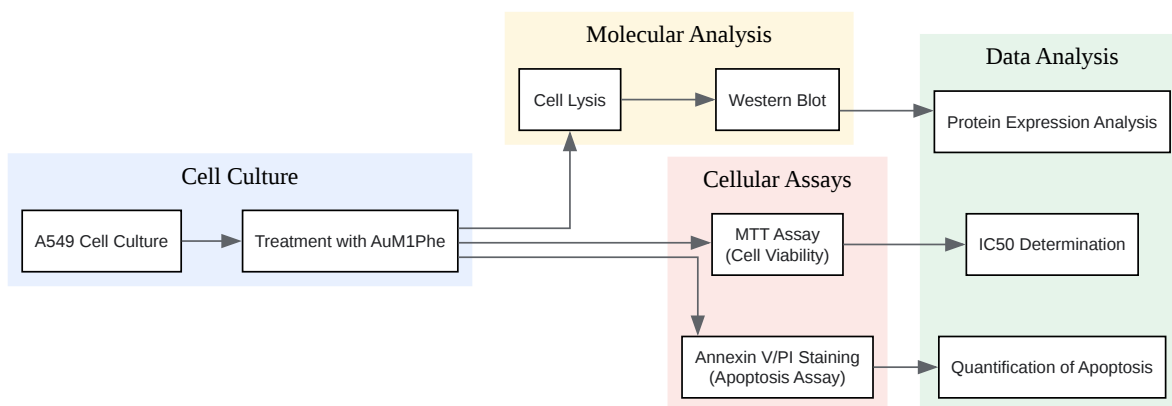 Molecular Analysis
Cell Lysis
Western Blot
Data Analysis
Protein Expression Analysis
Cell Culture
A549 Cell Culture
Treatment with AuM1Phe
Cellular Assays
MTT Assay
(Cell Viability)
IC50 Determination
Annexin V/PI Staining
(Apoptosis Assay)
Quantification of Apoptosis